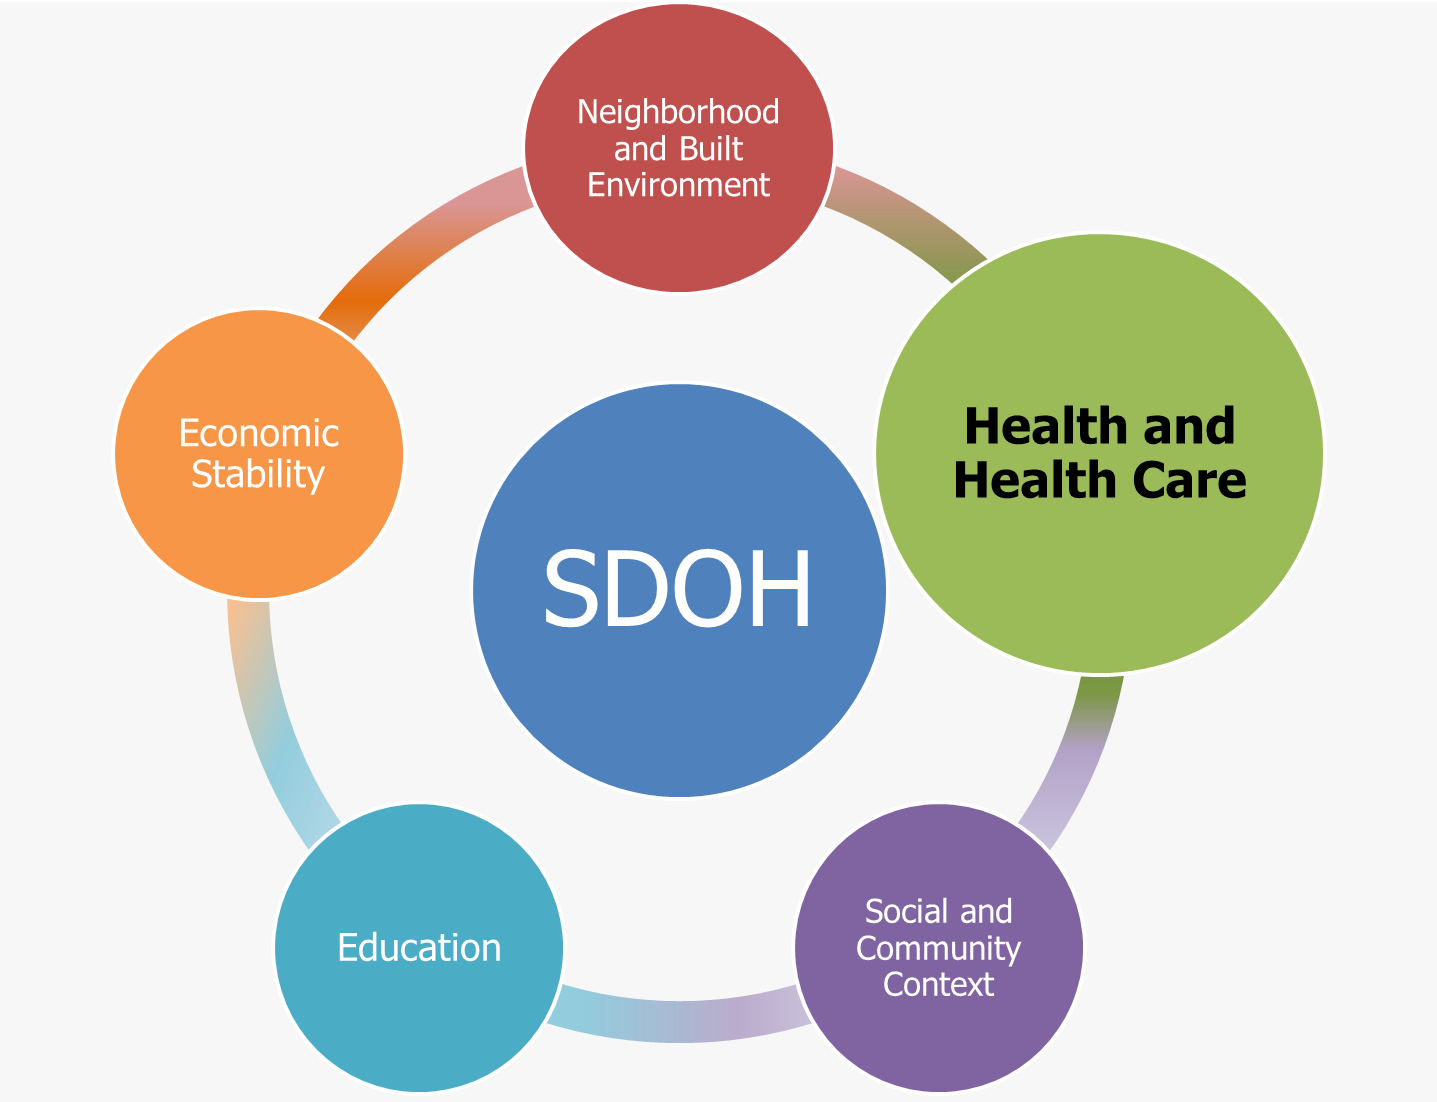 Neighborhood
and Built
Environment
Health and
Health Care
Economic
Stability
SDOH
Education
Social and
Community
Context